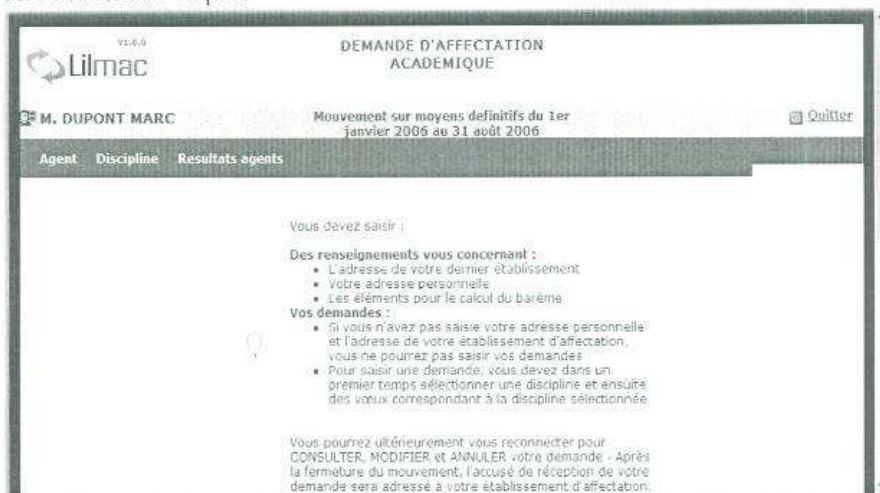 V1.0.0
Lilmac
DEMANDE D'AFFECTATION
ACADEMIQUE
M. DUPONT MARC
Mouvement sur moyens definitifs du 1er
janvier 2006 au 31 août 2006
Quitter
Agent Discipline Resultats agents
Vous devez saisir :
Des renseignements vous concernant :
• L'adresse de votre dernier établissement
• Votre adresse personnelle
• Les éléments pour le calcul du barème
Vos demandes :
• Si vous n'avez pas saisie votre adresse personnelle
et l'adresse de votre établissement d'affectation,
vous ne pourrez pas saisir vos demandes
• Pour saisir une demande, vous devez dans un
premier temps sélectionner une discipline et ensuite
des vœux correspondant à la discipline sélectionnée
Vous pourrez ultérieurement vous reconnecter pour
CONSULTER, MODIFIER et ANNULER votre demande - Après
la fermeture du mouvement, l'accusé de réception de votre
demande sera adressé à votre établissement d'affectation.